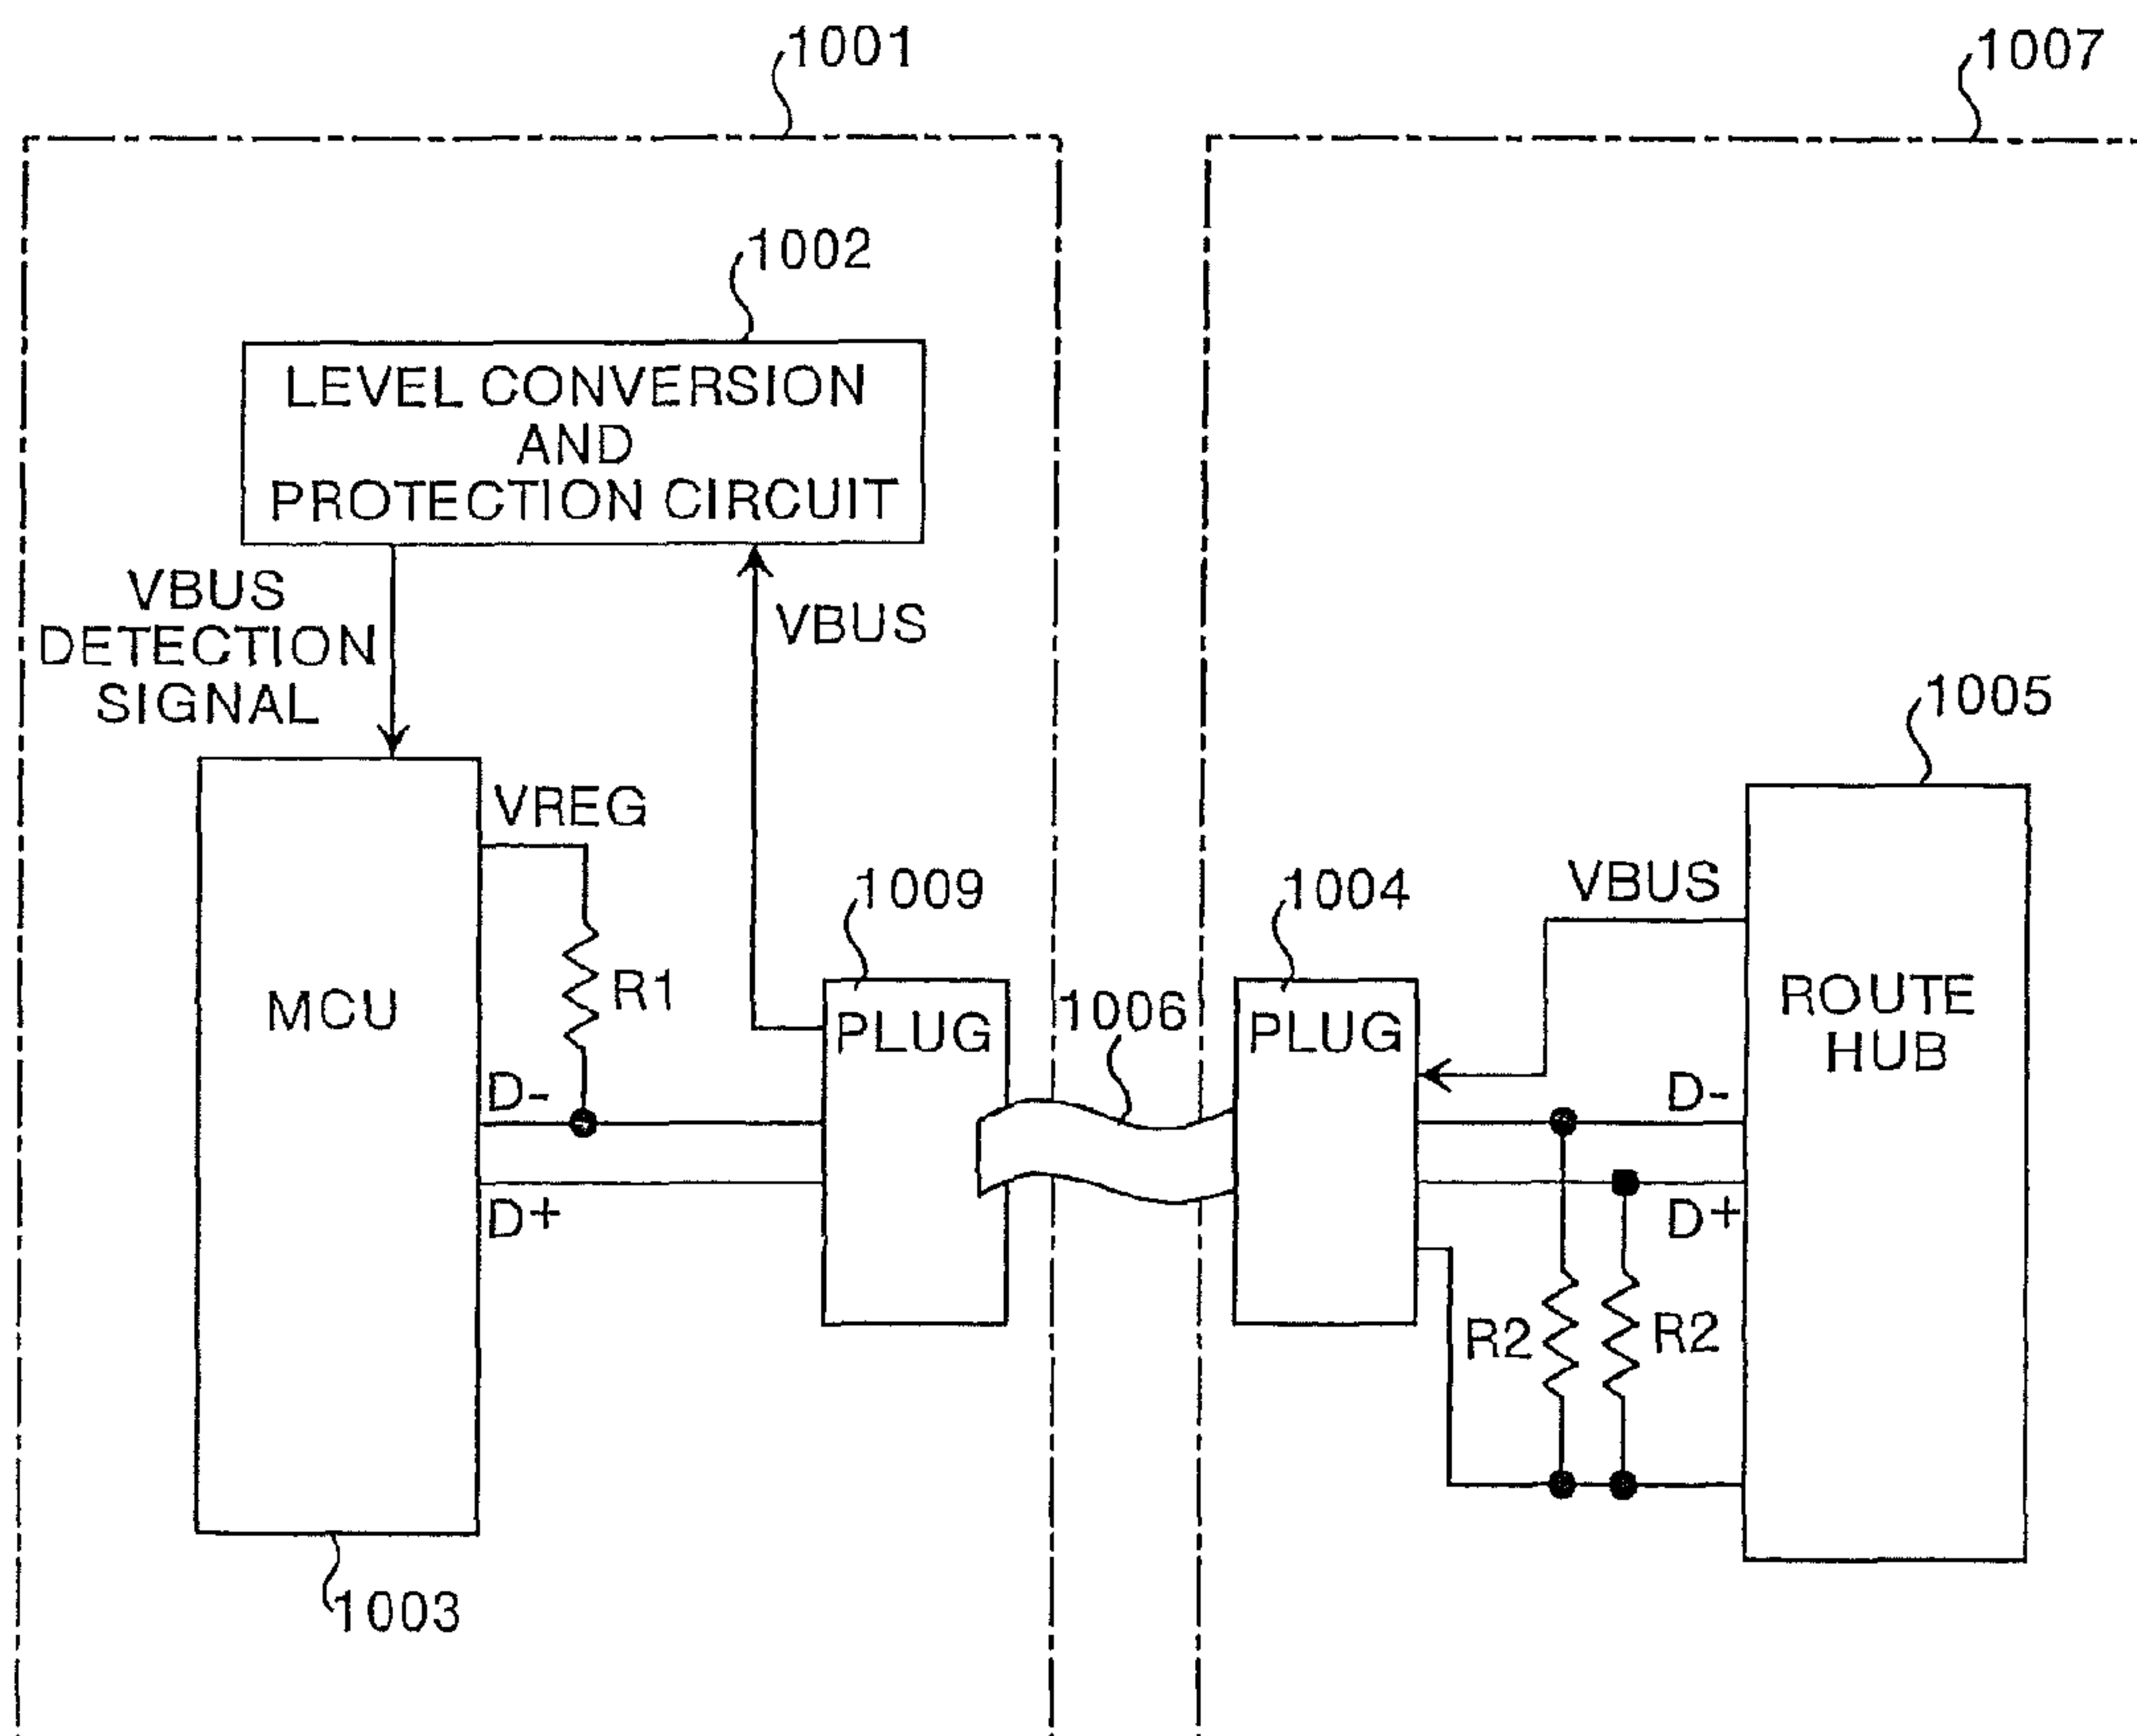 1001
1007
1002
LEVEL CONVERSION
AND
PROTECTION CIRCUIT
VBUS
DETECTION
SIGNAL
VBUS
1005
VREG
1009
1004
VBUS
MCU
R1
PLUG
1006
PLUG
ROUTE
HUB
D-
D-
D+
D+
R2
R2
1003